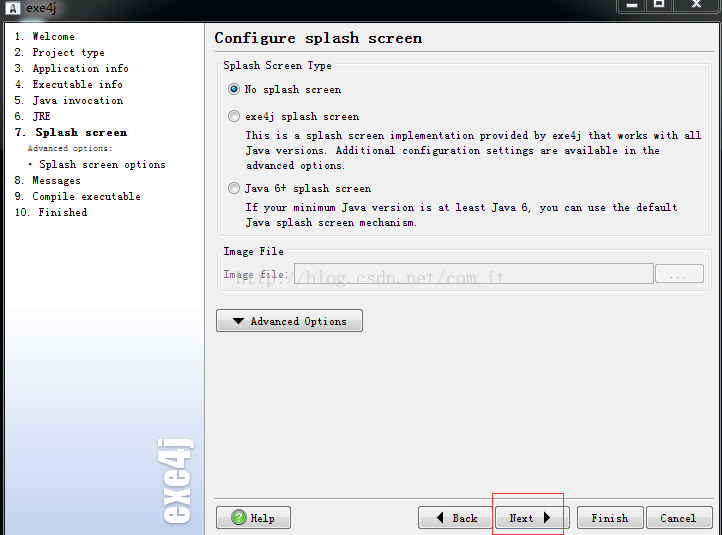 exe4j
1. Welcome
2. Project type
3. Application info
4. Executable info
5. Java invocation
6. JRE
7. Splash screen
Advanced options:
· Splash screen options
8. Messages
9. Compile executable
10. Finished
exe4j
Configure splash screen
Splash Screen Type
No splash screen
exe4j splash screen
This is a splash screen implementation provided by exe4j that works with all
Java versions. Additional configuration settings are available in the
advanced options.
Java 6+ splash screen
If your minimum Java version is at least Java 6, you can use the default
Java splash screen mechanism.
Image File
Image file:
...
http://blog.csdn.net/com_it
Advanced Options
Help
Back
Next
Finish
Cancel